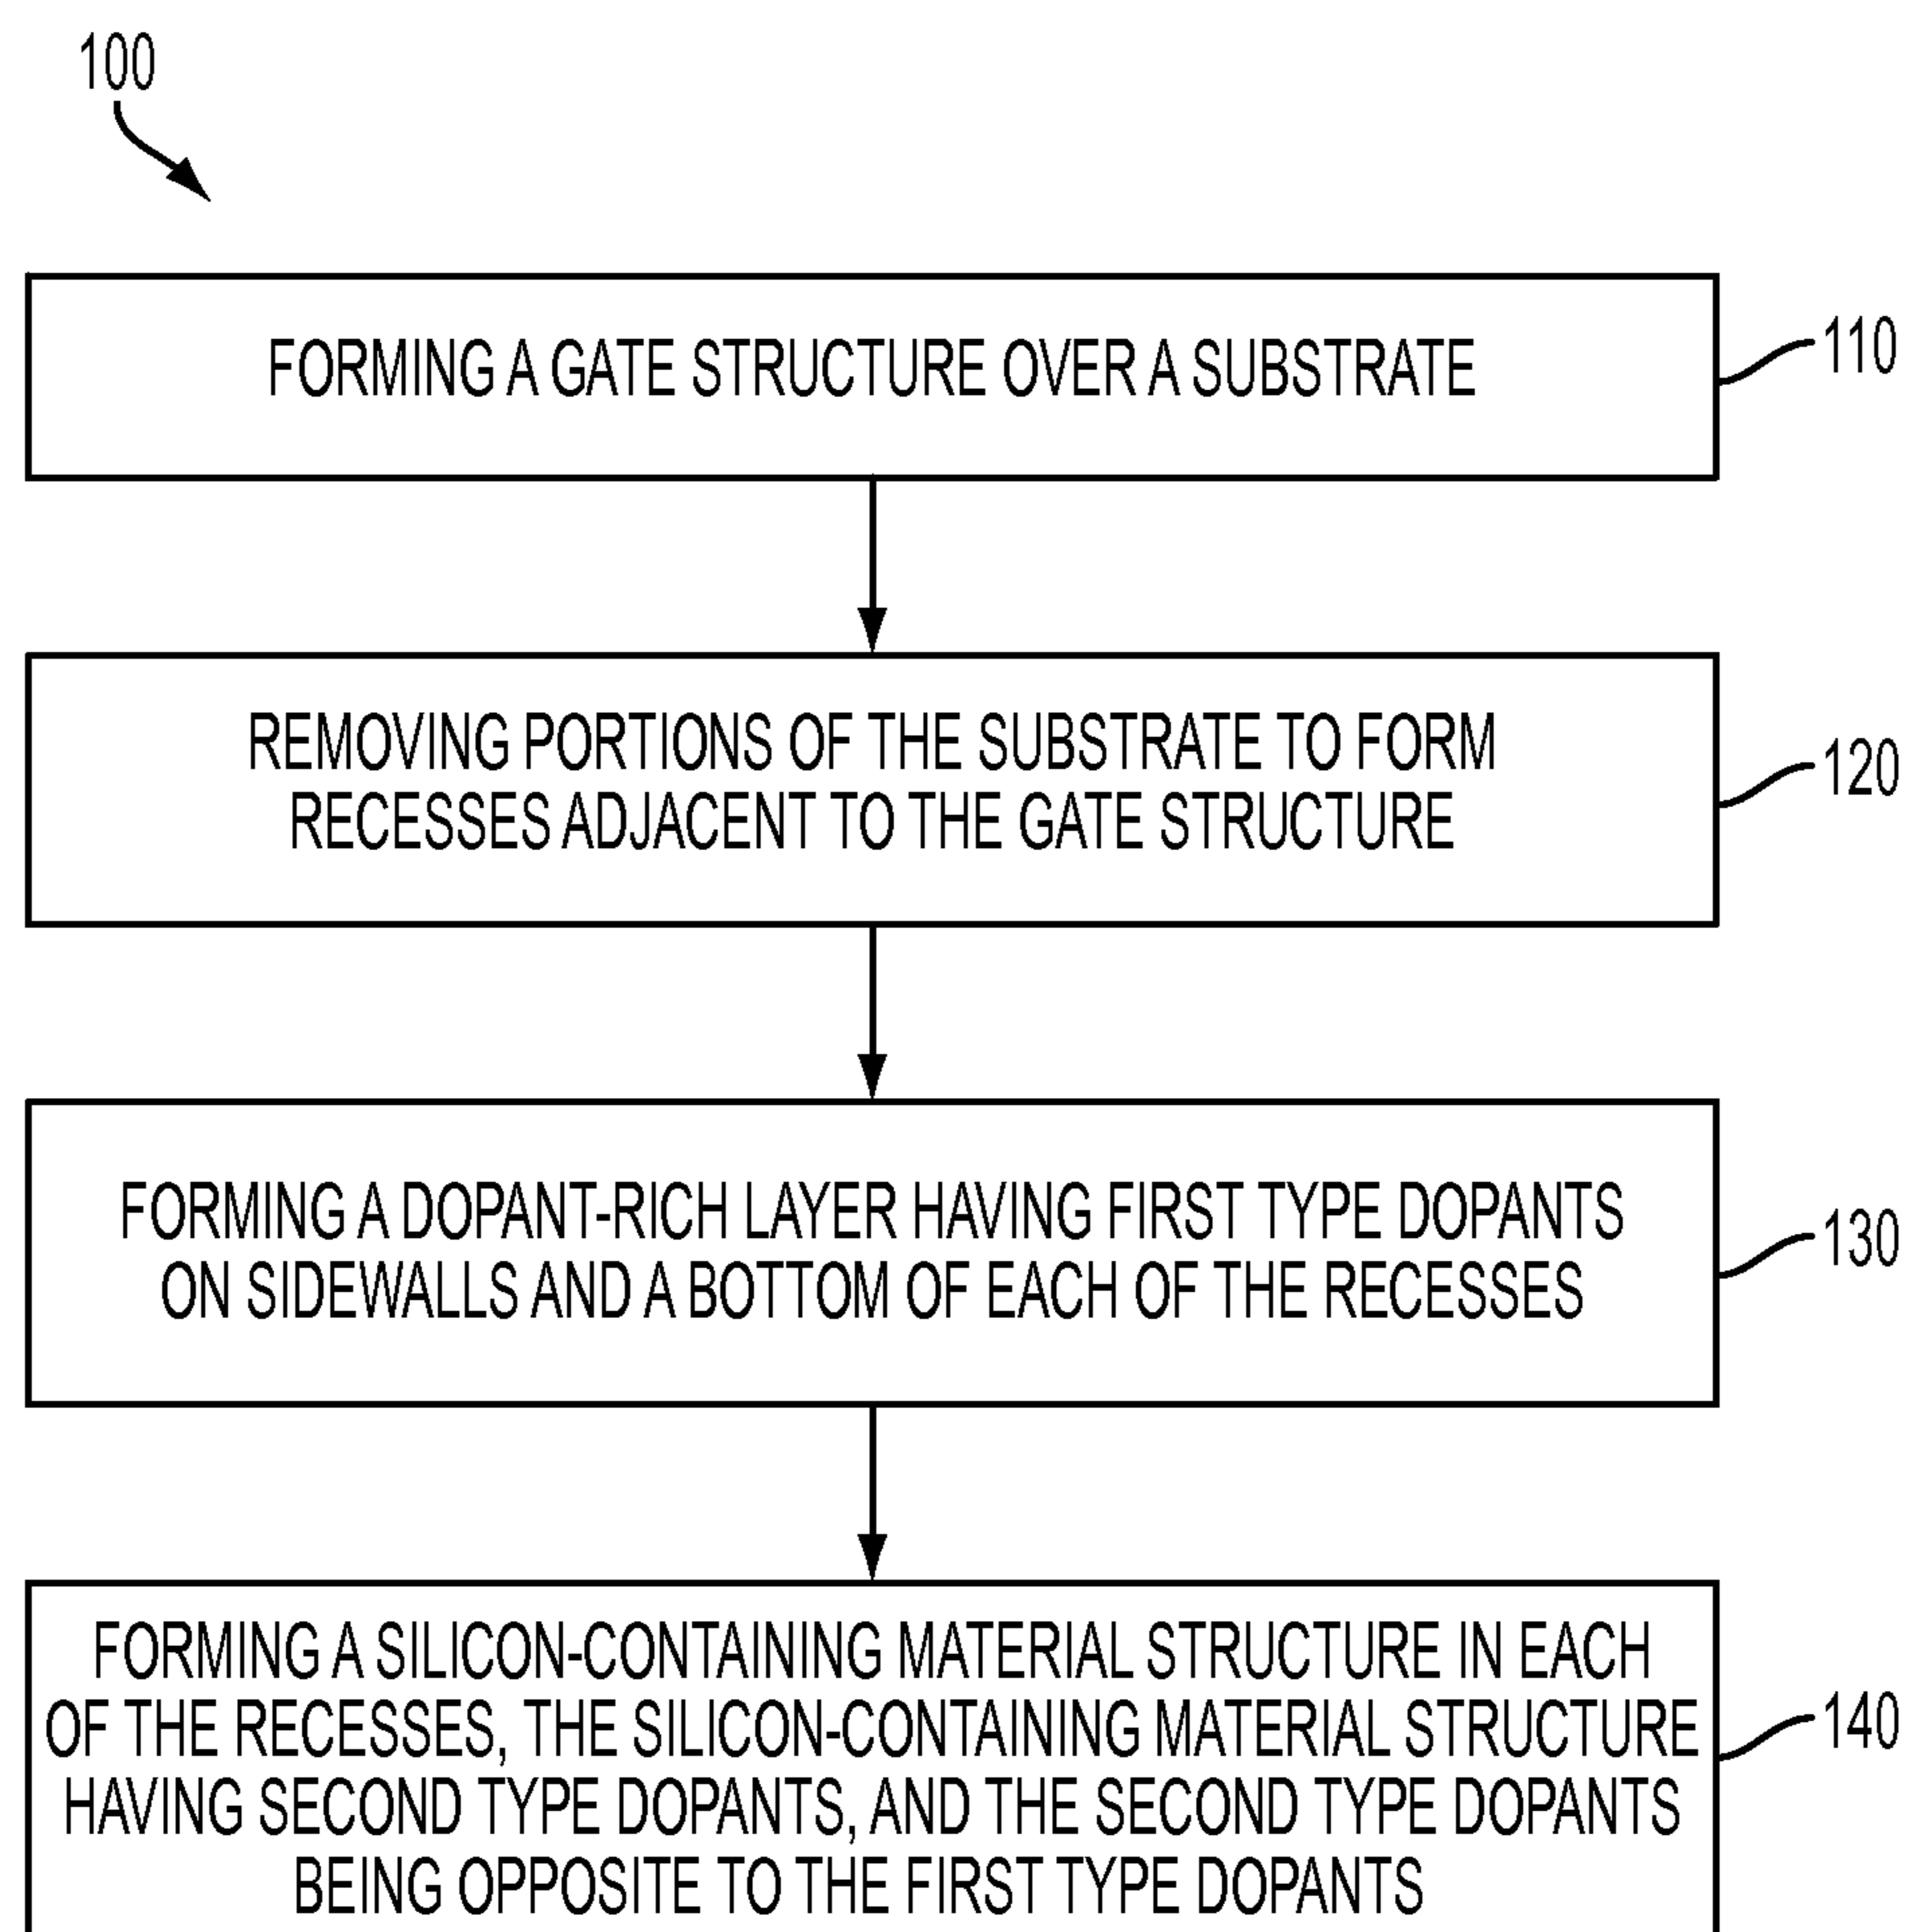 100
FORMING A GATE STRUCTURE OVER A SUBSTRATE
110
REMOVING PORTIONS OF THE SUBSTRATE TO FORM
RECESSES ADJACENT TO THE GATE STRUCTURE
120
FORMING A DOPANT-RICH LAYER HAVING FIRST TYPE DOPANTS
ON SIDEWALLS AND A BOTTOM OF EACH OF THE RECESSES
130
FORMING A SILICON-CONTAINING MATERIAL STRUCTURE IN EACH
OF THE RECESSES, THE SILICON-CONTAINING MATERIAL STRUCTURE
HAVING SECOND TYPE DOPANTS, AND THE SECOND TYPE DOPANTS
BEING OPPOSITE TO THE FIRST TYPE DOPANTS
140